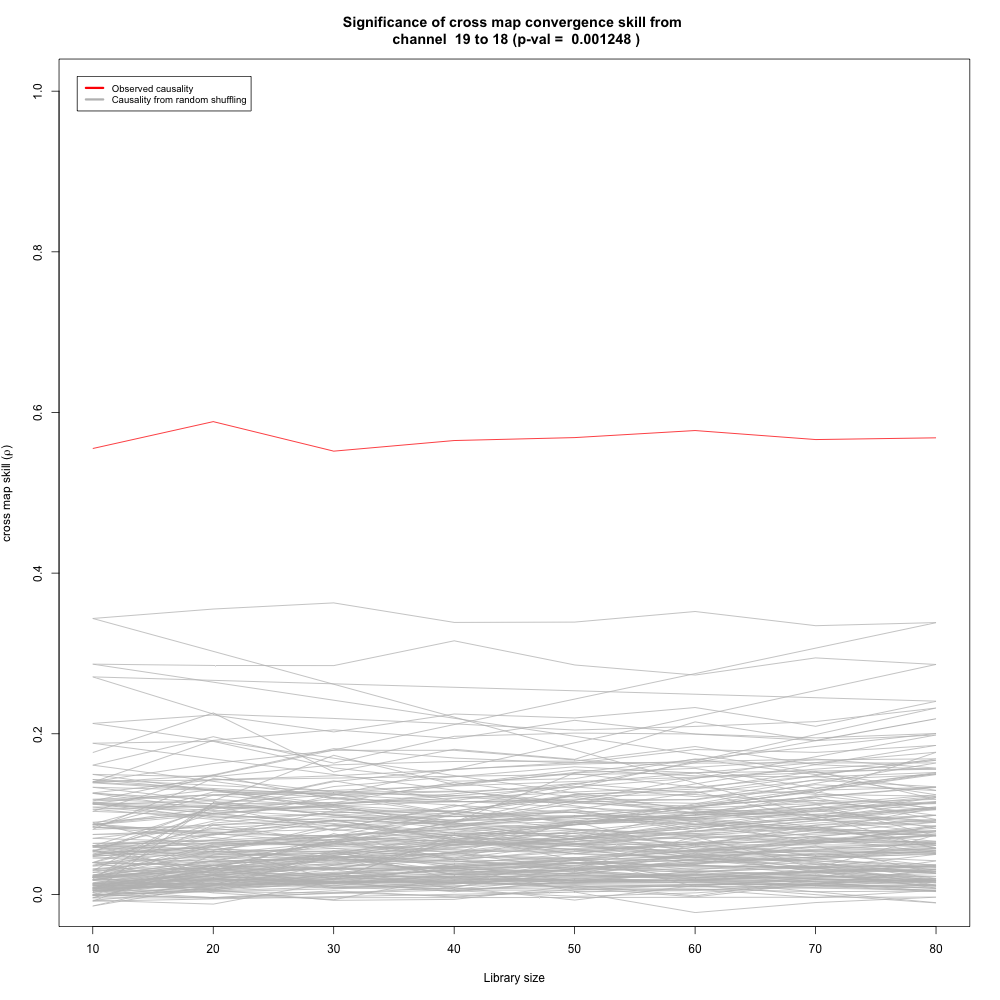 Significance of cross map convergence skill from
channel  19 to 18 (p-val =  0.001248 )
Observed causality
Causality from random shuffling
cross map skill (ρ)
1.0
0.8
0.6
0.4
0.2
0.0
10 20 30 40 50 60 70 80
Library size